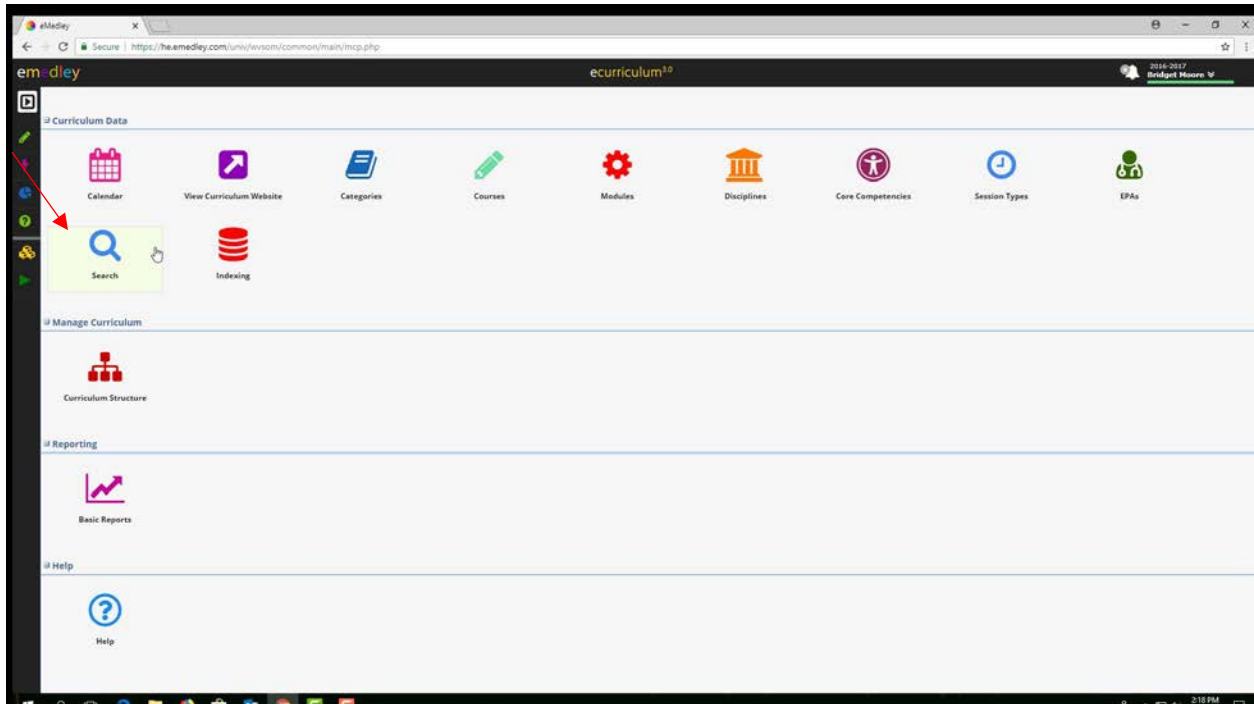 eMedley
Secure | https://he.emedley.com/univ/wvsom/common/main/mcp.php
emedley
ecurriculum3.0
2016-2017
Bridget Moore
Curriculum Data
Calendar
View Curriculum Website
Categories
Courses
Modules
Disciplines
Core Competencies
Session Types
EPAs
Search
Indexing
Manage Curriculum
Curriculum Structure
Reporting
Basic Reports
Help
Help
2:18 PM